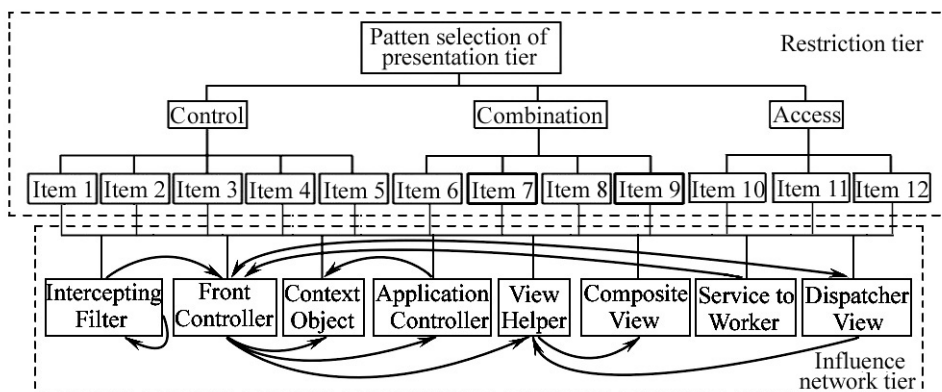 Patten selection of
presentation tier
Restriction tier
Control
Combination
Access
Item 1 Item 2 Item 3 Item 4 Item 5 Item 6 Item 7 Item 8 Item 9 Item 10 Item 11 Item 12
Intercepting
Filter
Front
Controller
Context
Object
Application
Controller
View
Helper
Composite
View
Service to
Worker
Dispatcher
View
Influence
network tier